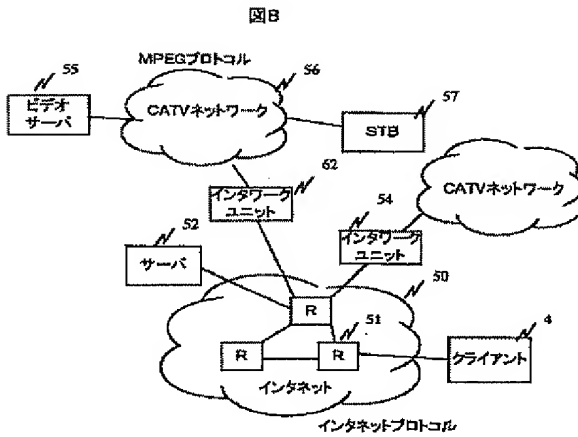 図8
MPEGプロトコル
55
56
57
ビデオ
サーバ
CATVネットワーク
STB
62
インタワーク
ユニット
54
CATVネットワーク
52
インタワーク
ユニット
サーバ
50
R
51
4
R
R
クライアント
インタネット
インタネットプロトコル